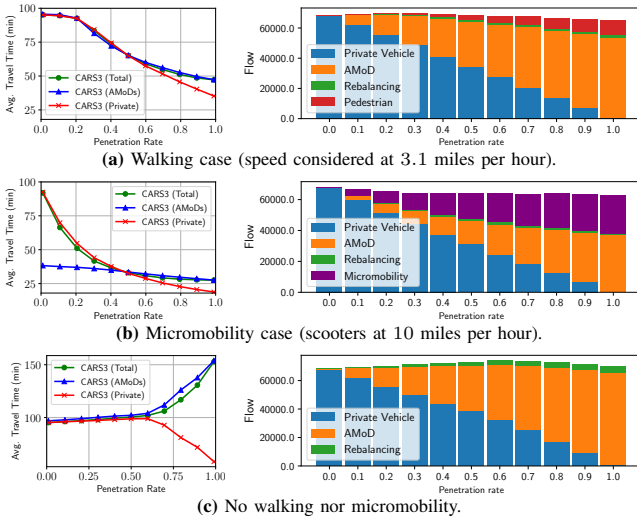 100
75
50
25
Avg. Travel Time (min)
CARS3 (Total)
CARS3 (AMoDs)
CARS3 (Private)
0.0 0.2 0.4 0.6 0.8 1.0
Penetration Rate
60000
40000
20000
0.0
Flow
Private Vehicle
AMoD
Rebalancing
Pedestrian
0.0 0.1 0.2 0.3 0.4 0.5 0.6 0.7 0.8 0.9 1.0
Penetration rate
(a) Walking case (speed considered at 3.1 miles per hour).
100
75
50
25
Avg. Travel Time (min)
CARS3 (Total)
CARS3 (AMoDs)
CARS3 (Private)
0.0 0.2 0.4 0.6 0.8 1.0
Penetration Rate
60000
40000
20000
0.0
Flow
Private Vehicle
AMoD
Rebalancing
Micromobility
0.0 0.1 0.2 0.3 0.4 0.5 0.6 0.7 0.8 0.9 1.0
Penetration rate
(b) Micromobility case (scooters at 10 miles per hour).
150
100
Avg. Travel Time (min)
CARS3 (Total)
CARS3 (AMoDs)
CARS3 (Private)
0.00 0.25 0.50 0.75 1.00
Penetration Rate
60000
40000
20000
0.0
Flow
Private Vehicle
AMoD
Rebalancing
0.0 0.1 0.2 0.3 0.4 0.5 0.6 0.7 0.8 0.9 1.0
Penetration rate
(c) No walking nor micromobility.